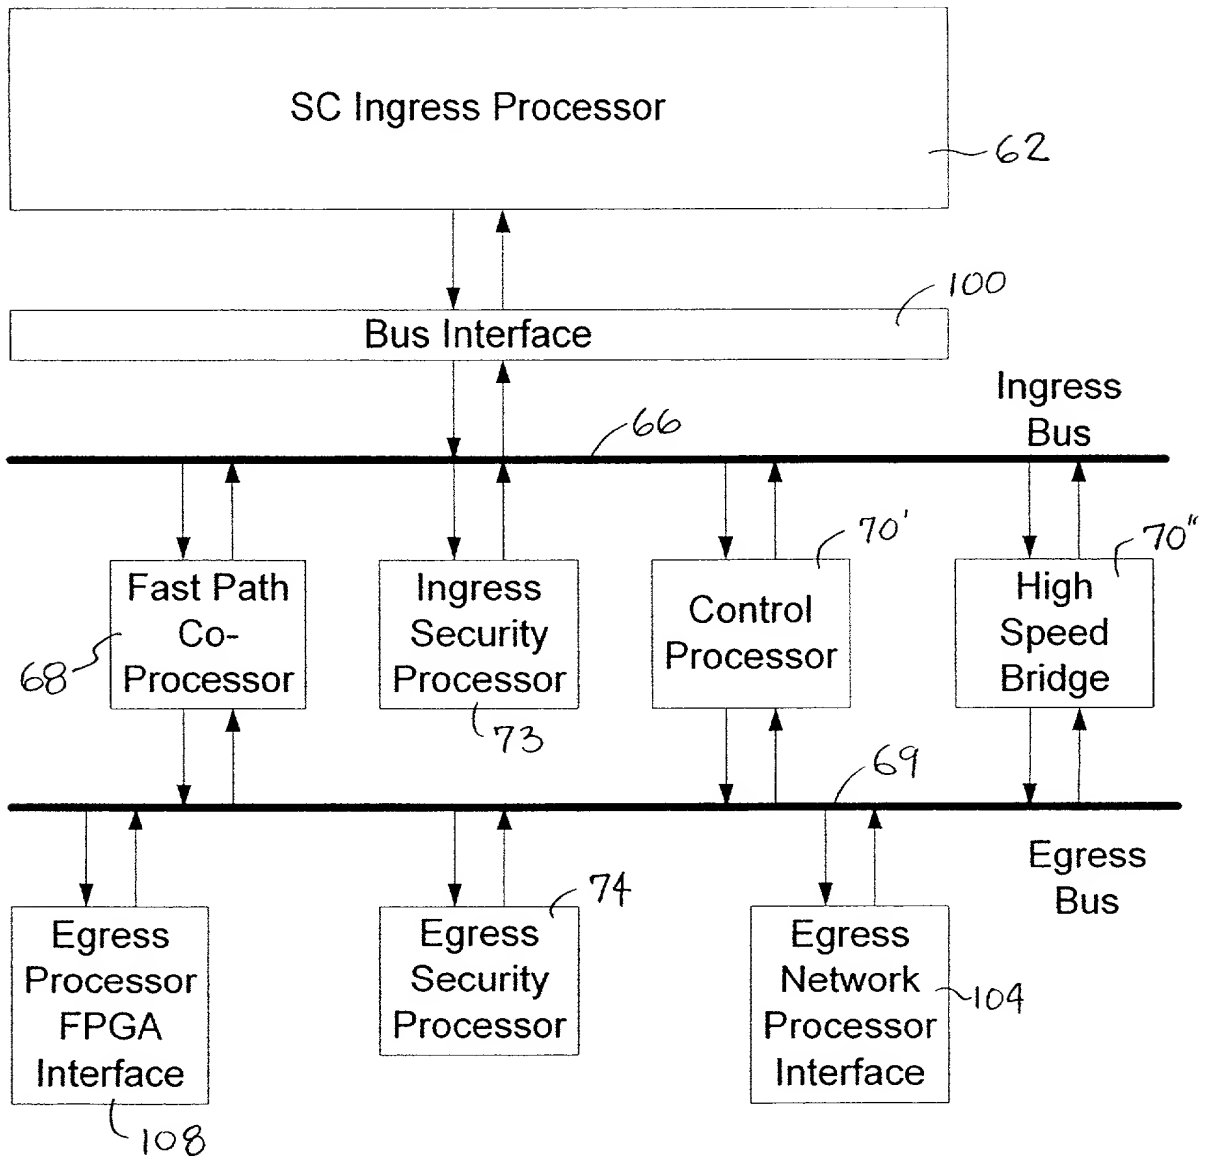 SC Ingress Processor
62
100
Bus Interface
Ingress
Bus
66
70'
70"
Fast Path
Co-
Processor
68
Ingress
Security
Processor
73
Control
Processor
High
Speed
Bridge
69
Egress
Bus
Egress
Processor
FPGA
Interface
108
74
Egress
Security
Processor
Egress
Network
Processor
Interface
104